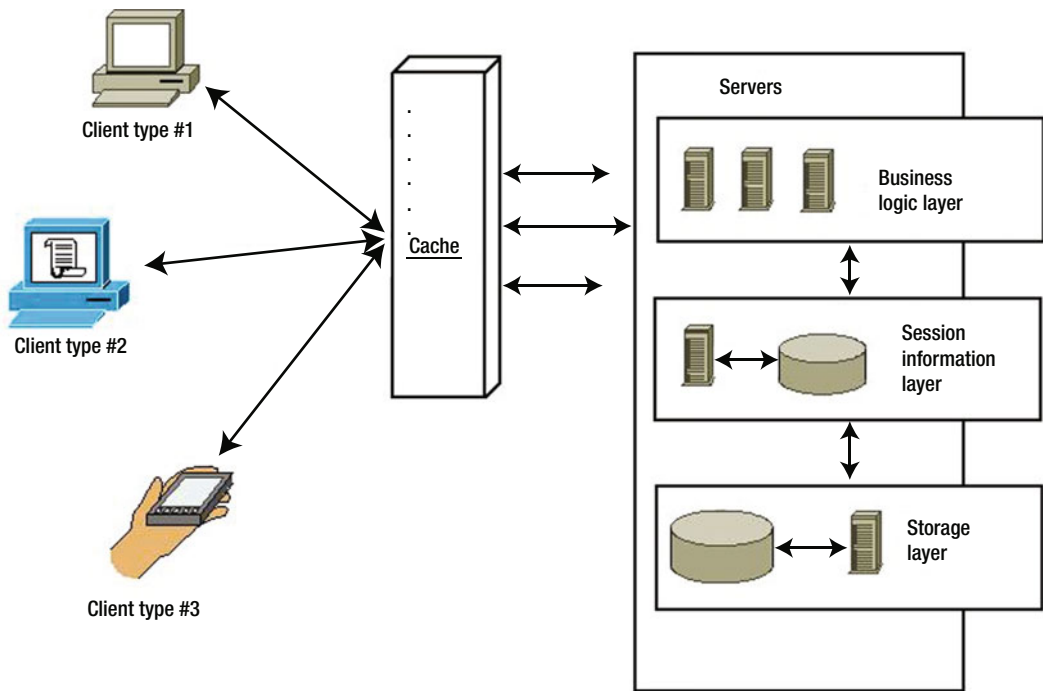 Client type #1
Client type #2
Client type #3
Cache
Servers
Business
logic layer
Session
information
layer
Storage
layer